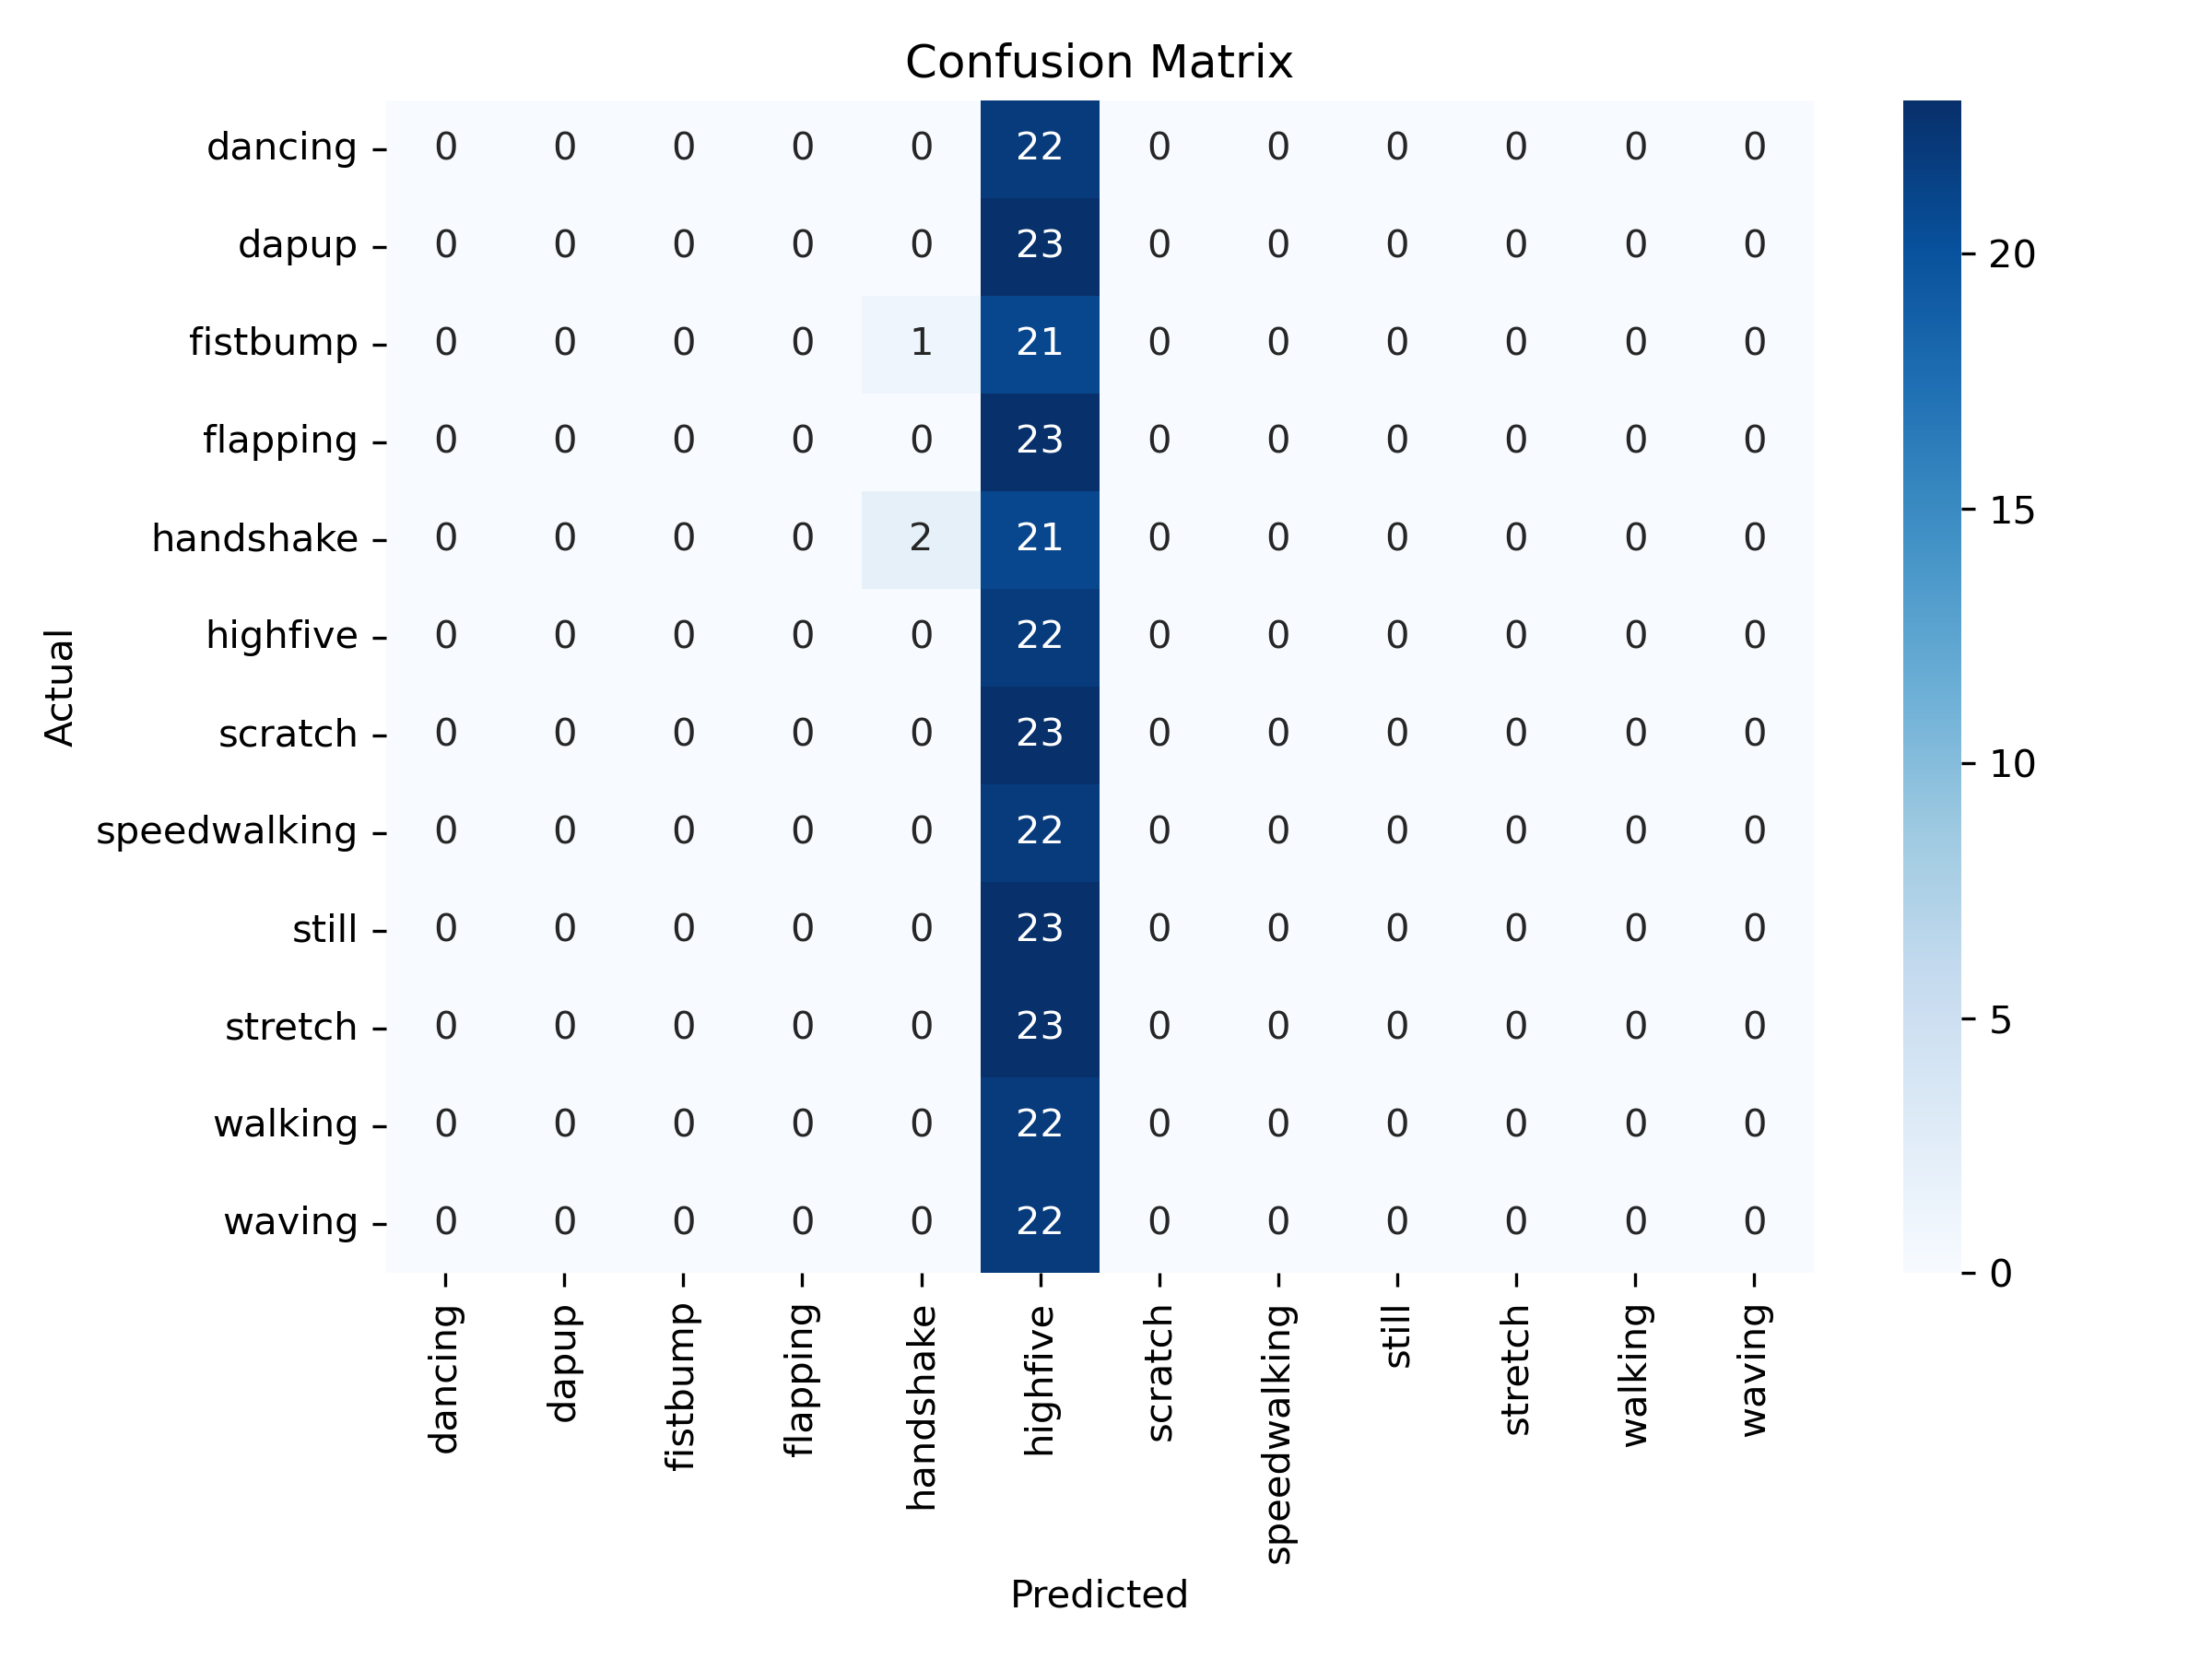 Confusion Matrix
dancing 0 0 0 0 0 22 0 0 0 0 0 0
dapup 0 0 0 0 0 23 0 0 0 0 0 0
fistbump 0 0 0 0 1 21 0 0 0 0 0 0
flapping 0 0 0 0 0 23 0 0 0 0 0 0
handshake 0 0 0 0 2 21 0 0 0 0 0 0
highfive 0 0 0 0 0 22 0 0 0 0 0 0
scratch 0 0 0 0 0 23 0 0 0 0 0 0
speedwalking 0 0 0 0 0 22 0 0 0 0 0 0
still 0 0 0 0 0 23 0 0 0 0 0 0
stretch 0 0 0 0 0 23 0 0 0 0 0 0
walking 0 0 0 0 0 22 0 0 0 0 0 0
waving 0 0 0 0 0 22 0 0 0 0 0 0
Actual
dancing dapup fistbump flapping handshake highfive scratch speedwalking still stretch walking waving
Predicted
20
15
10
5
0